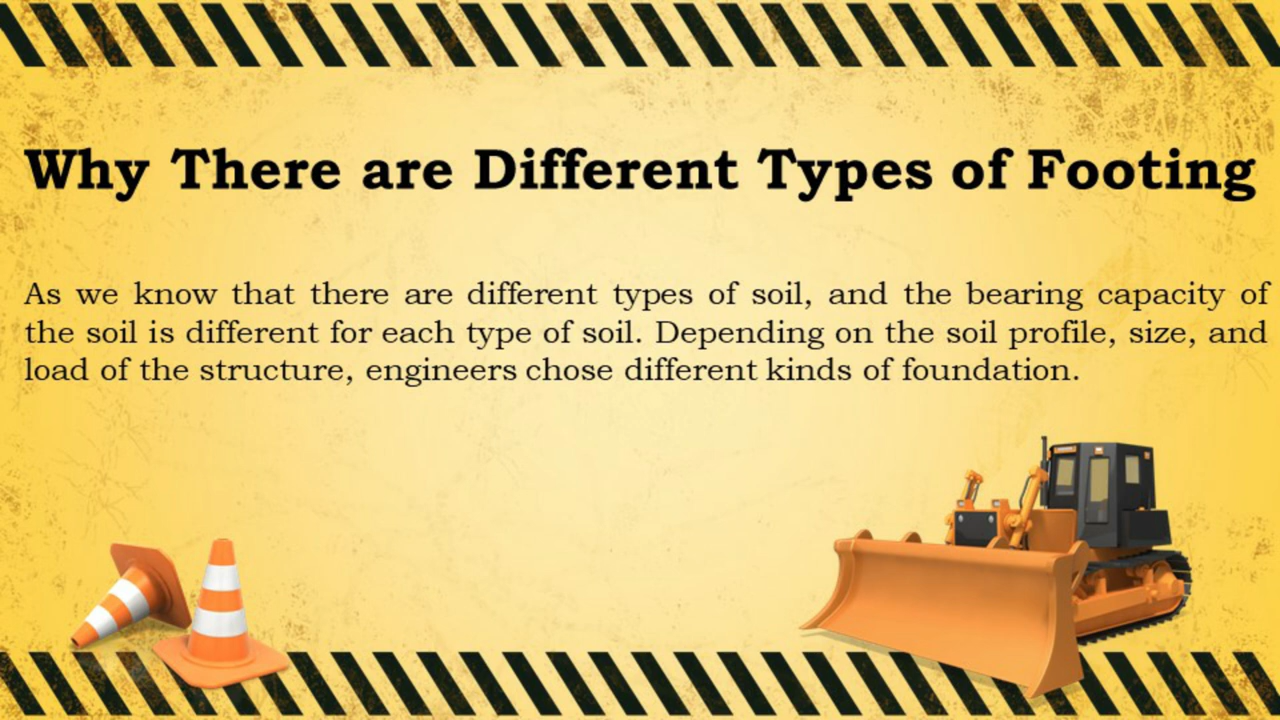 Why There are Different Types of Footing
As we know that there are different types of soil, and the bearing capacity of
the soil is different for each type of soil. Depending on the soil profile, size, and
load of the structure, engineers chose different kinds of foundation.